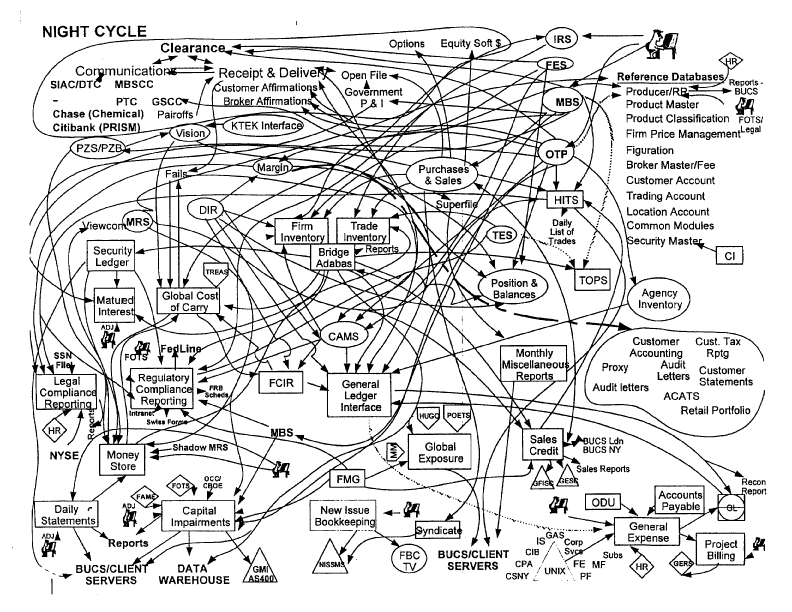 NIGHT CYCLE
Clearance
Communications
SIAC/DTC
MBSCC
PTC
GSCC
Chase (Chemical)
Pairoffs
Citibank (PRISM)
Receipt & Delivery
Customer Affirmations
Broker Affirmations
Open File
Government
P & I
Options
Equity Soft $
IRS
FES
MBS
OTP
HR
Reports -
BUCS
FOTS/
Legal
Reference Databases
Producer/RR
Product Master
Product Classification
Firm Price Management
Figuration
Broker Master/Fee
Customer Account
Trading Account
Location Account
Common Modules
Security Master
CI
PZS/PZB
Vision
KTEK Interface
Fails
Margin
Purchases
& Sales
Superfile
HITS
Daily
List of
Trades
TES
TOPS
DIR
Viewcom
MRS
Firm
Inventory
Trade
Inventory
Reports
Bridge
Adabas
Security
Ledger
TREAS
Matued
Interest
Global Cost
of Carry
Position &
Balances
Agency
Inventory
ADJ
FOTS
FedLine
CAMS
SSN
File
Legal
Compliance
Reporting
Regulatory
Compliance
Reporting
FRB
Scheds
Intranet
Swiss Forms
FCIR
General
Ledger
Interface
Monthly
Miscellaneous
Reports
Customer
Accounting
Cust. Tax
Rptg
Proxy
Audit
Letters
Customer
Statements
Audit letters
ACATS
Retail Portfolio
HR
Reports
NYSE
HUGO
POETS
MM
Global
Exposure
Sales
Credit
BUCS Ldn
BUCS NY
Sales Reports
GFISC
GESC
Money
Store
Shadow MRS
MBS
FMG
Recon
Report
GL
FAME
FOTS
OCC/
CBOE
ADJ
Daily
Statements
ADJ
Reports
Capital
Impairments
New Issue
Bookkeeping
Syndicate
ODU
Accounts
Payable
General
Expense
Project
Billing
BUCS/CLIENT
SERVERS
DATA
WAREHOUSE
GMI
AS400
NISSMS
FBC
TV
BUCS/CLIENT
SERVERS
IS
GAS
Corp
Svcs
CIB
CPA
CSNY
UNIX
FE
MF
PF
Subs
HR
GERS